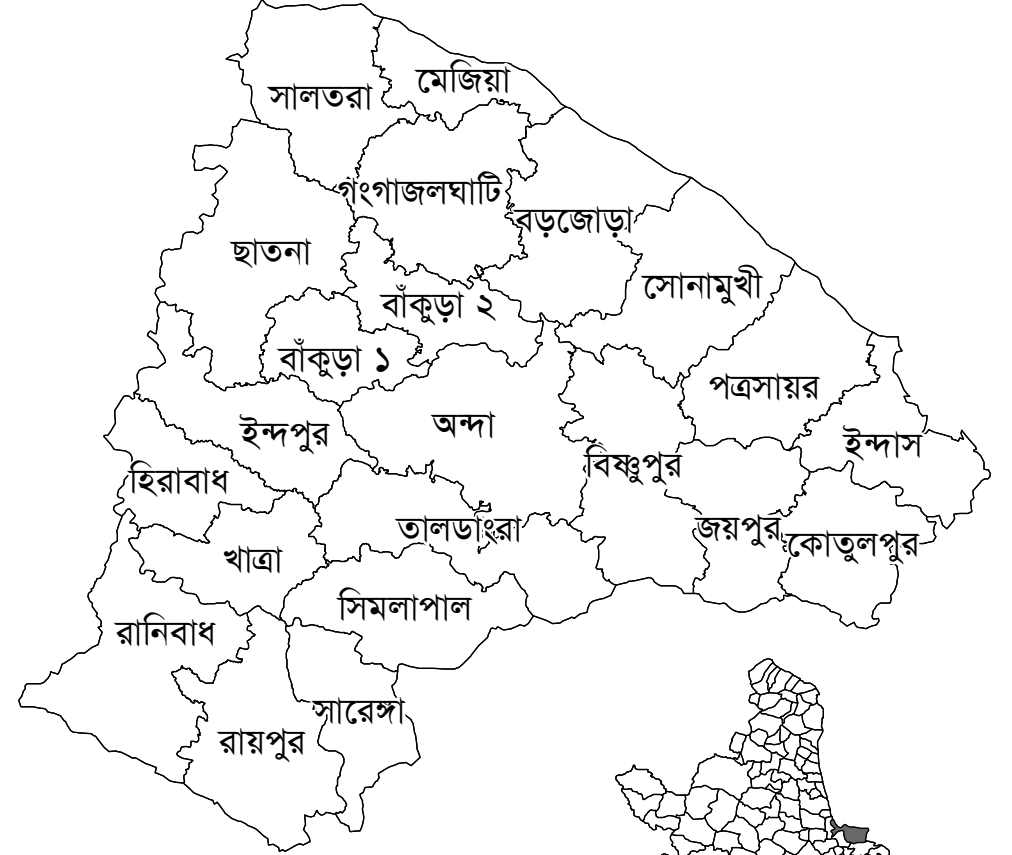 মেজিয়া
সালতরা
গংগাজলঘাটি
বড়জোড়া
ছাতনা
সোনামুখী
বাঁকুড়া ২
বাঁকুড়া ১
পত্রসায়র
অন্দা
ইন্দপুর
ইন্দাস
বিষ্ণুপুর
হিরাবাধ
তালডাংরা
জয়পুর
কোতুলপুর
খাত্রা
সিমলাপাল
রানিবাধ
সারেঙ্গা
রায়পুর